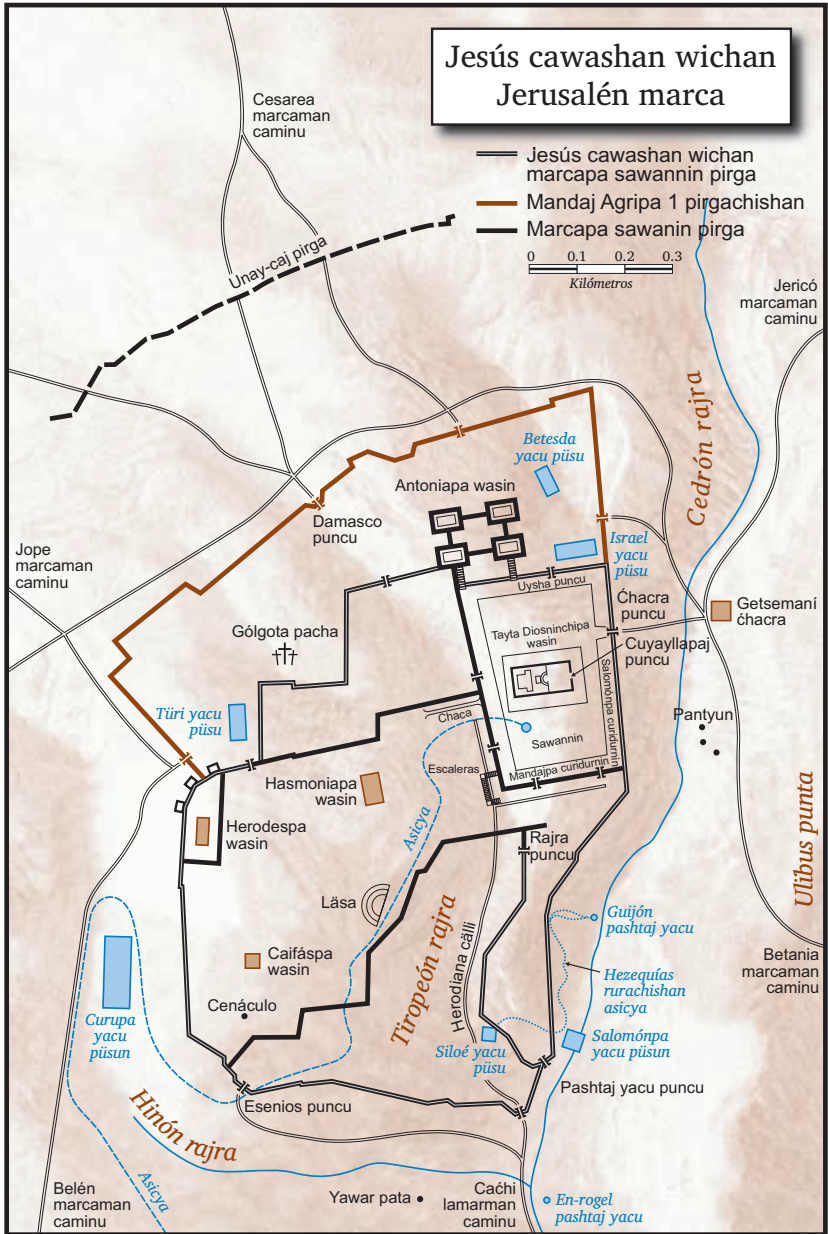 Jesús cawashan wichan
Jerusalén marca
Jesús cawashan wichan
marcapa sawannin pirga
Mandaj Agripa 1 pirgachishan
Marcapa sawanin pirga
0 0.1 0.2 0.3
Kilómetros
Cesarea
marcaman
caminu
Unay-caj pirga
Jericó
marcaman
caminu
Cedrón rajra
Betesda
yacu püsu
Antoniapa wasin
Damasco
puncu
Israel
yacu
püsu
Jope
marcaman
caminu
Uysha puncu
Ćhacra
puncu
Getsemaní
ćhacra
Gólgota pacha
Tayta Diosninchipa
wasin
Cuyayllapaj
puncu
Salomónpa curidurnin
Türi yacu
püsu
Chaca
Pantyun
Sawannin
Escaleras
Mandajpa curidurnin
Hasmoniapa
wasin
Herodespa
wasin
Asicya
Rajra
puncu
Ulibus punta
Läsa
Tiropeón rajra
Herodiana cälli
Guijón
pashtaj yacu
Caifáspa
wasin
Betania
marcaman
caminu
Hezequías
rurachishan
asicya
Cenáculo
Curupa
yacu
püsun
Siloé yacu
püsu
Salomónpa
yacu püsun
Pashtaj yacu puncu
Esenios puncu
Hinón rajra
Asicya
Belén
marcaman
caminu
Yawar pata
Caćhi
lamarman
caminu
En-rogel
pashtaj yacu